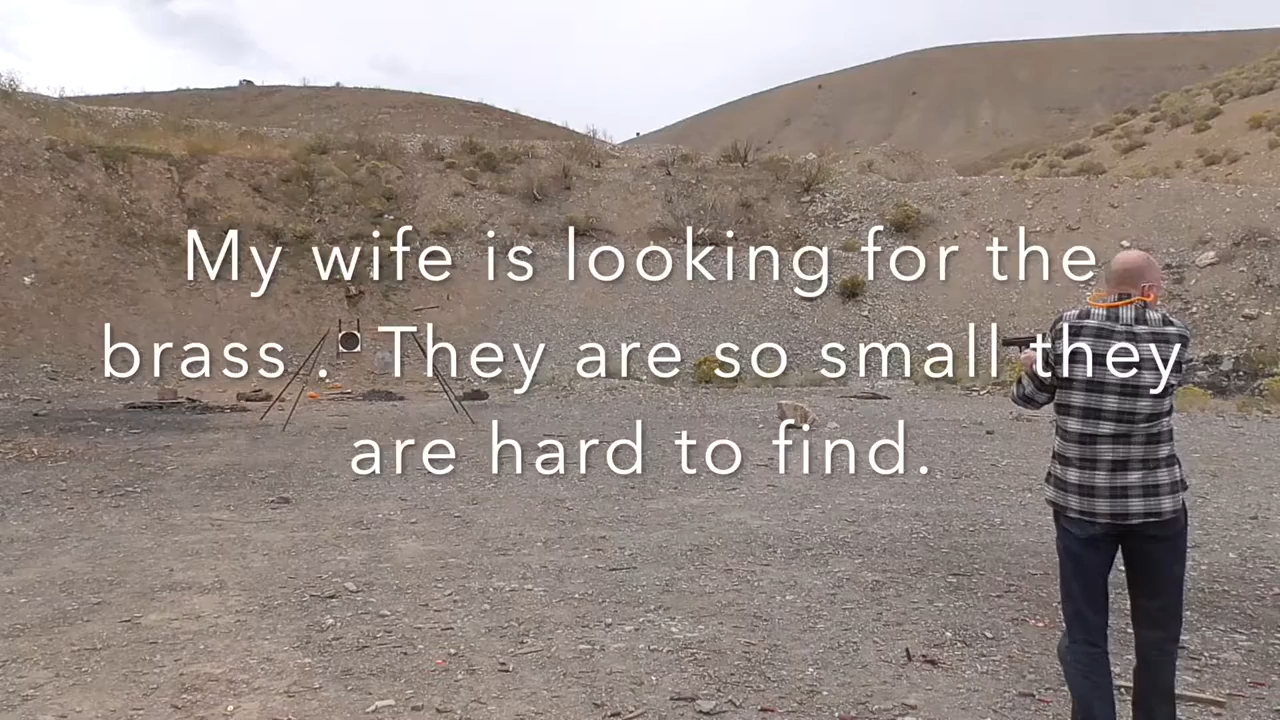 My wife is looking for the
brass . They are so small they
are hard to find.